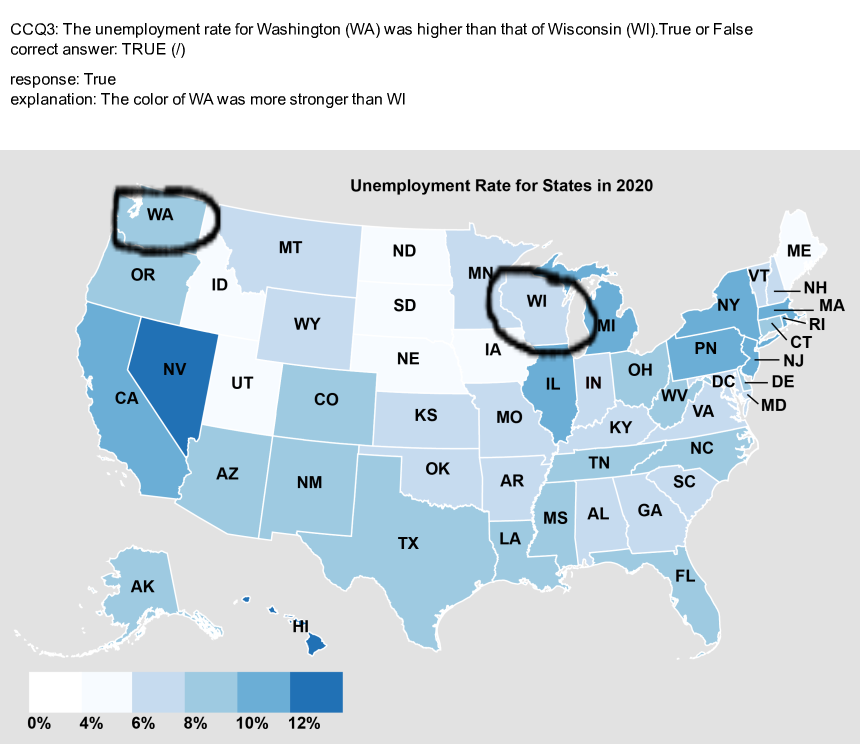 CCQ3: The unemployment rate for Washington (WA) was higher than that of Wisconsin (WI).True or False
correct answer: TRUE (/)
response: True
explanation: The color of WA was more stronger than WI
Unemployment Rate for States in 2020
WA
MT
ND
ME
OR
ID
MN
VT
NH
WY
SD
WI
NY
MA
MI
RI
CT
NV
UT
NE
IA
PN
NJ
CA
CO
IL
IN
OH
DC
DE
MD
KS
MO
WV
VA
KY
AZ
NM
OK
AR
TN
NC
SC
TX
LA
MS
AL
GA
FL
AK
HI
0% 4% 6% 8% 10% 12%